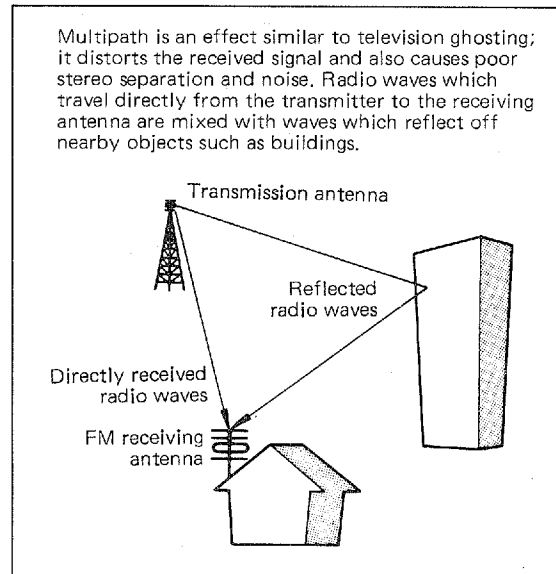 Multipath is an effect similar to television ghosting;
it distorts the received signal and also causes poor
stereo separation and noise. Radio waves which
travel directly from the transmitter to the receiving
antenna are mixed with waves which reflect off
nearby objects such as buildings.
Transmission antenna
Reflected
radio waves
Directly received
radio waves
FM receiving
antenna